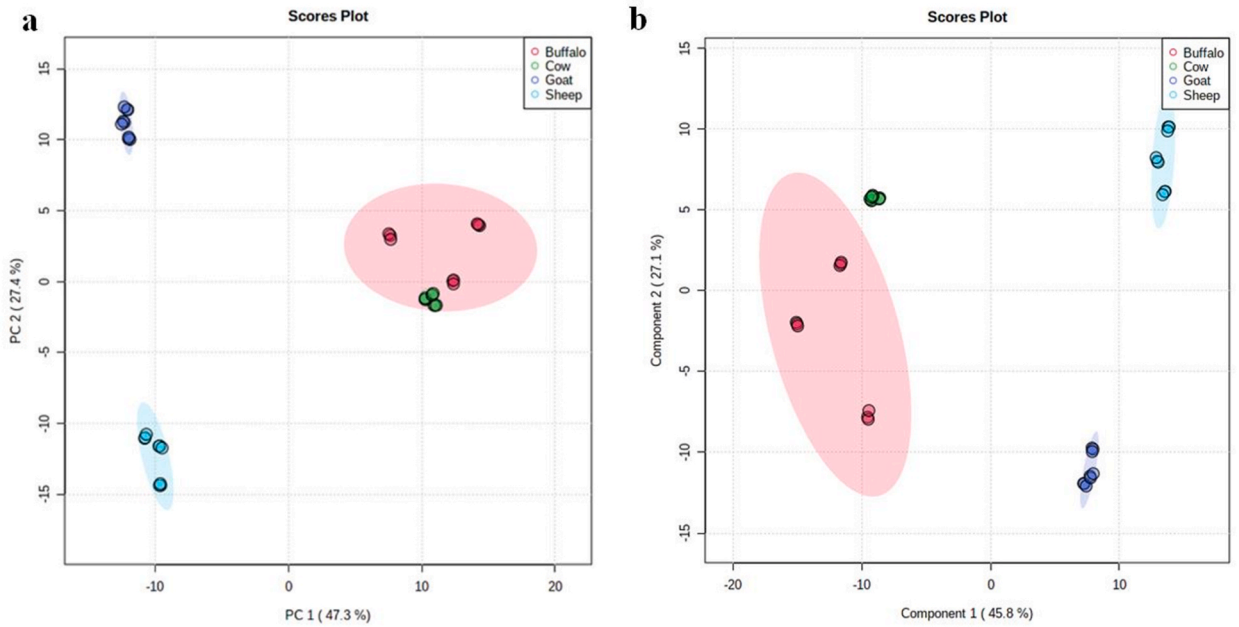 a
Scores Plot
Buffalo
Cow
Goat
Sheep
15
10
5
0
-5
-10
-15
PC 2 ( 27.4 %)
-10 0 10 20
PC 1 ( 47.3 %)
b
Scores Plot
Buffalo
Cow
Goat
Sheep
15
10
5
0
-5
-10
-15
Component 2 ( 27.1 %)
-20 -10 0 10
Component 1 ( 45.8 %)